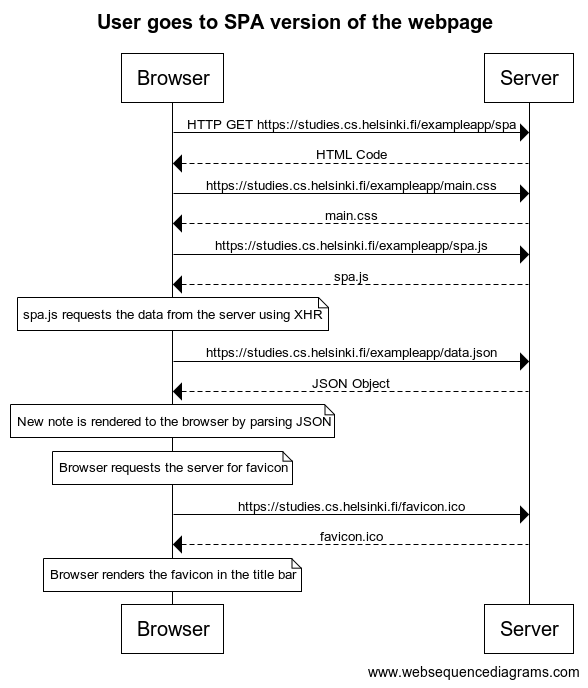 User goes to SPA version of the webpage
Browser
Server
HTTP GET https://studies.cs.helsinki.fi/exampleapp/spa
HTML Code
https://studies.cs.helsinki.fi/exampleapp/main.css
main.css
https://studies.cs.helsinki.fi/exampleapp/spa.js
spa.js
spa.js requests the data from the server using XHR
https://studies.cs.helsinki.fi/exampleapp/data.json
JSON Object
New note is rendered to the browser by parsing JSON
Browser requests the server for favicon
https://studies.cs.helsinki.fi/favicon.ico
favicon.ico
Browser renders the favicon in the title bar
Browser
Server
www.websequencediagrams.com